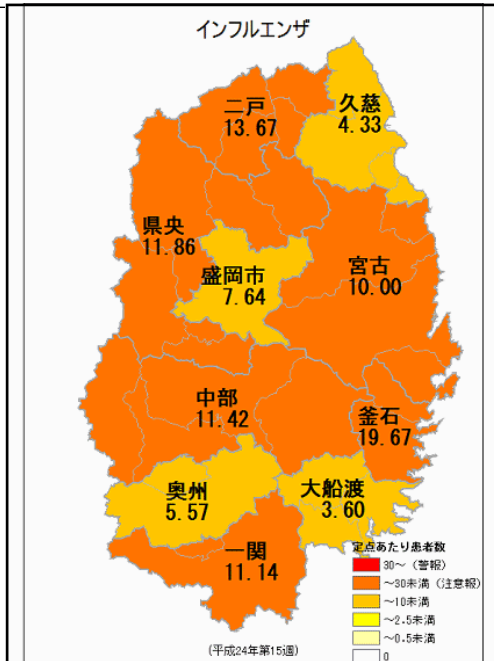 インフルエンザ
二戸
13.67
久慈
4.33
県央
11.86
盛岡市
7.64
宮古
10.00
中部
11.42
釜石
19.67
奥州
5.57
大船渡
3.60
一関
11.14
定点あたり患者数
30～（警報）
～30未満（注意報）
～10未満
～2.5未満
～0.5未満
0
（平成24年第15週）